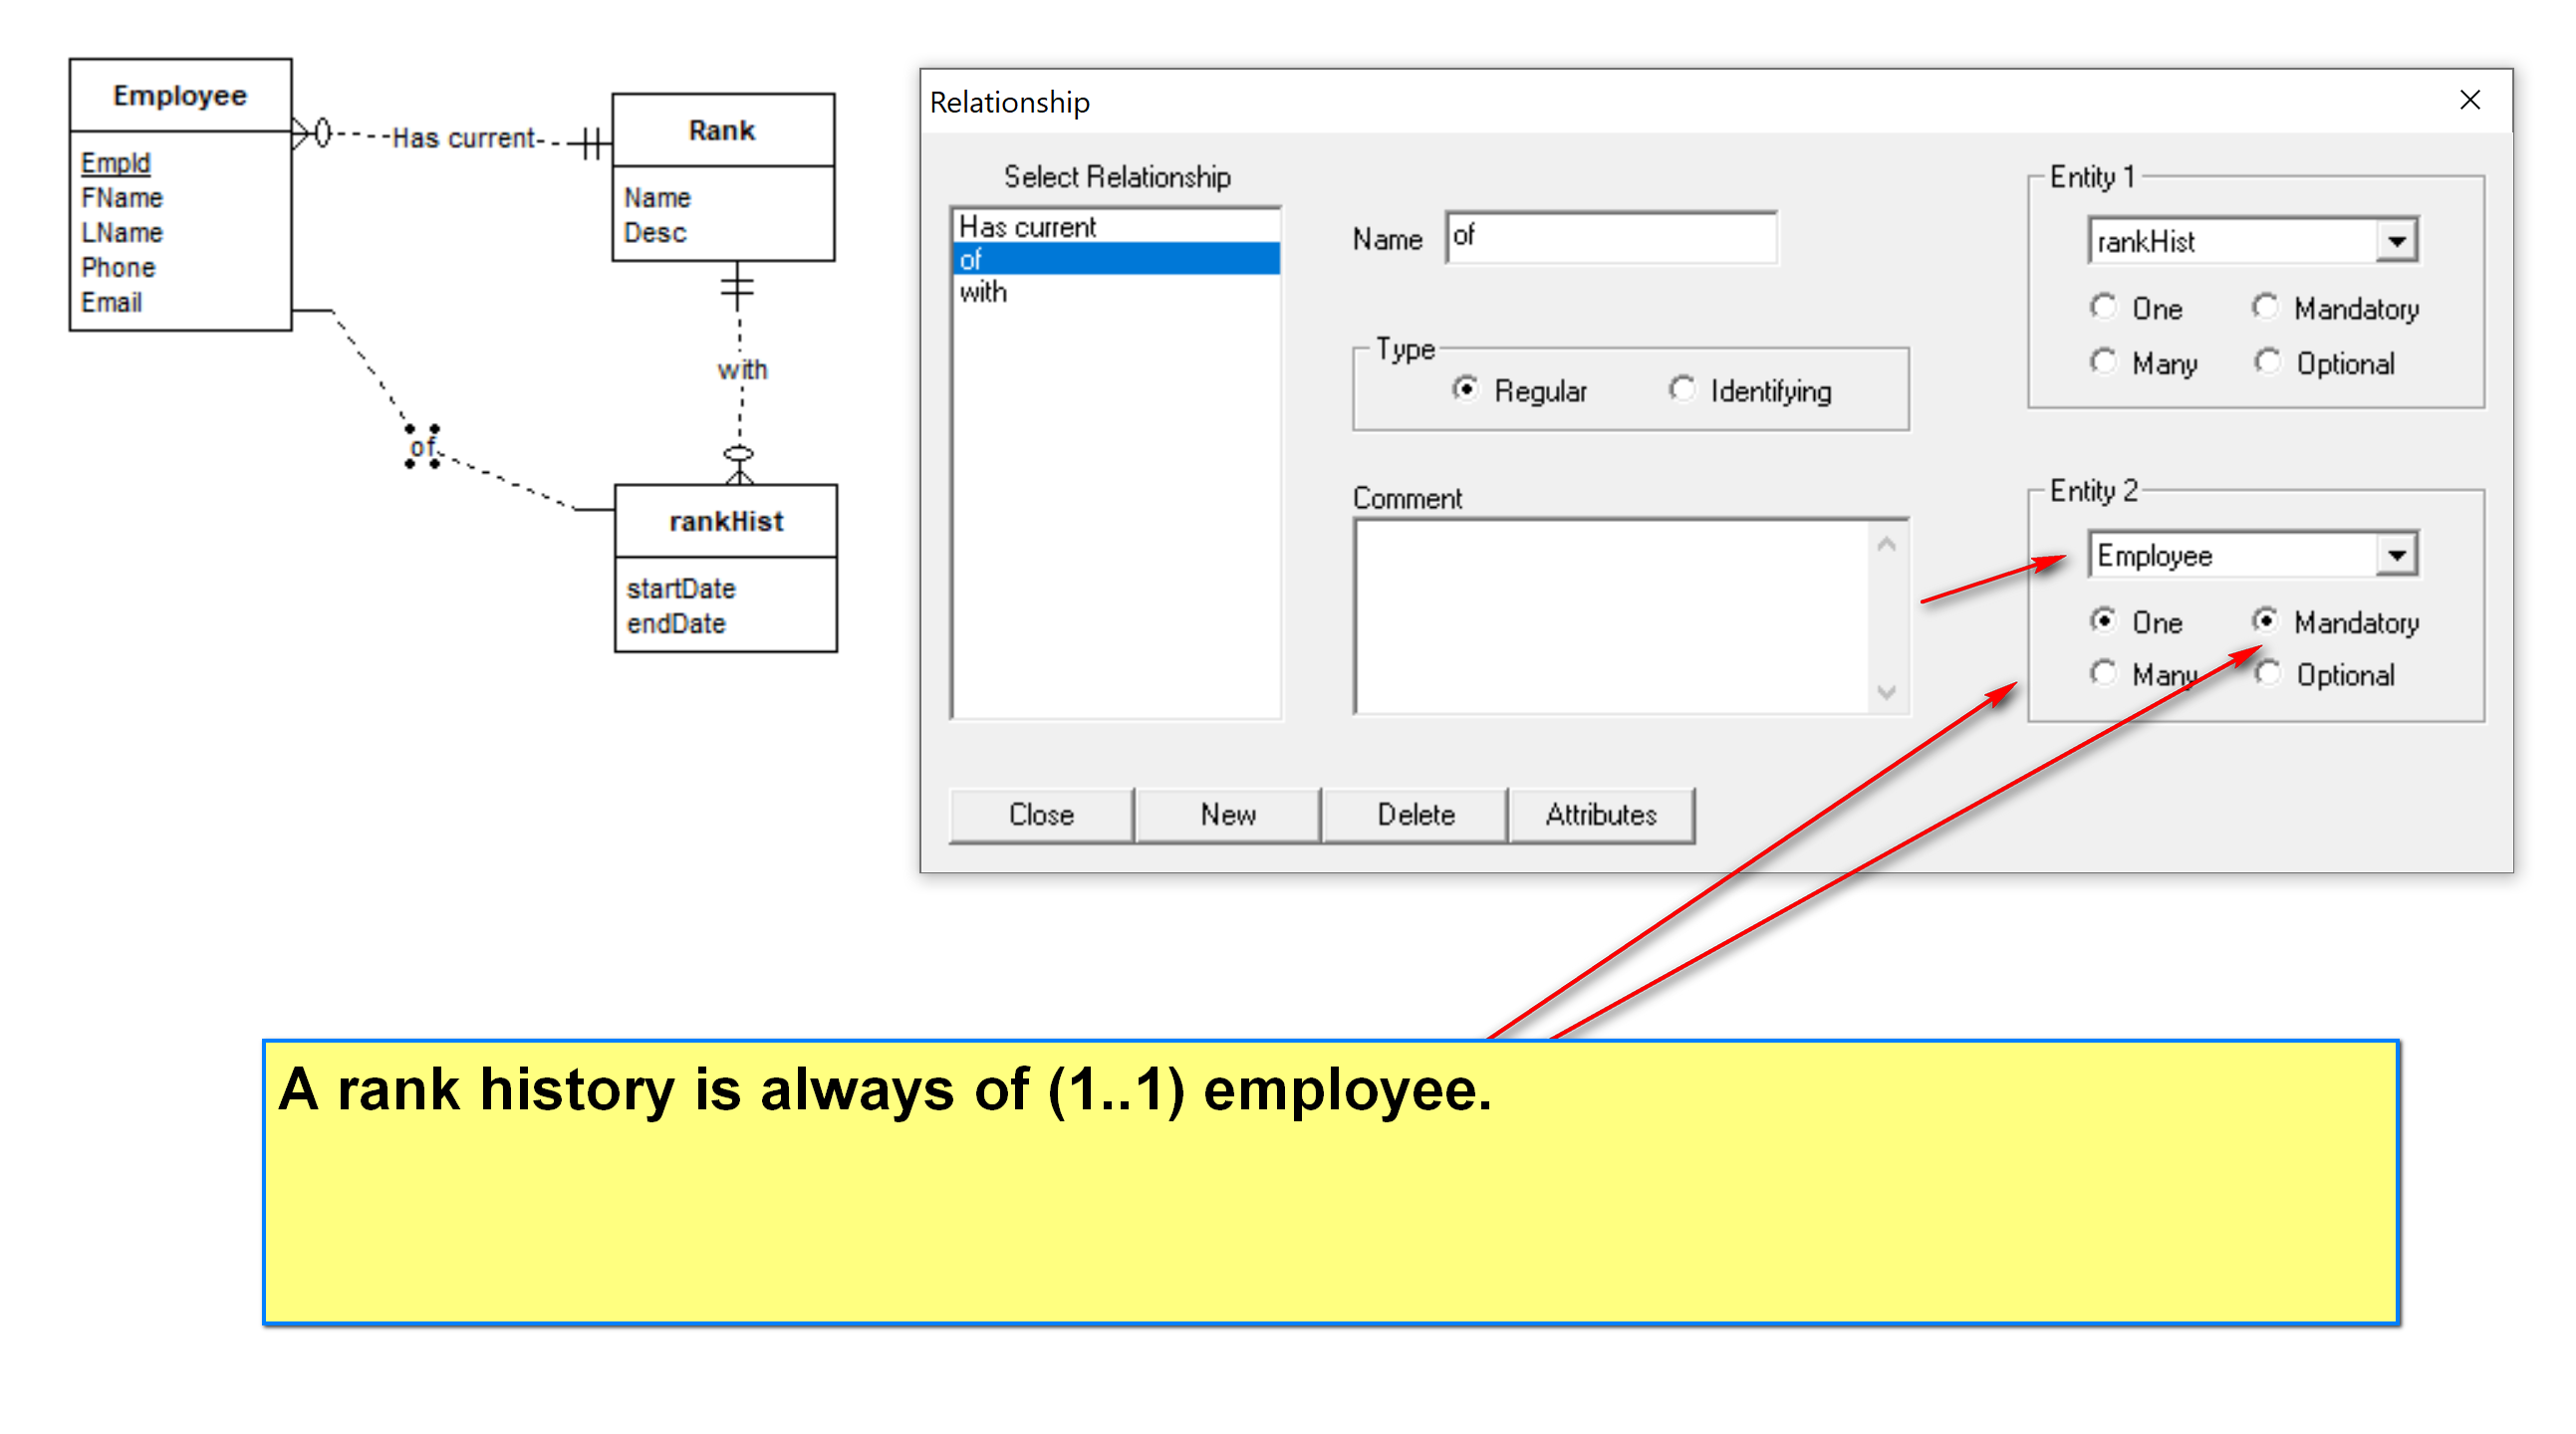 Employee
EmpId
FName
LName
Phone
Email
Has current
Rank
Name
Desc
with
of
rankHist
startDate
endDate
Relationship
Select Relationship
Has current
of
with
Name of
Type
Regular Identifying
Comment
Close New Delete Attributes
Entity 1
rankHist
One Mandatory
Many Optional
Entity 2
Employee
One Mandatory
Many Optional
A rank history is always of (1..1) employee.